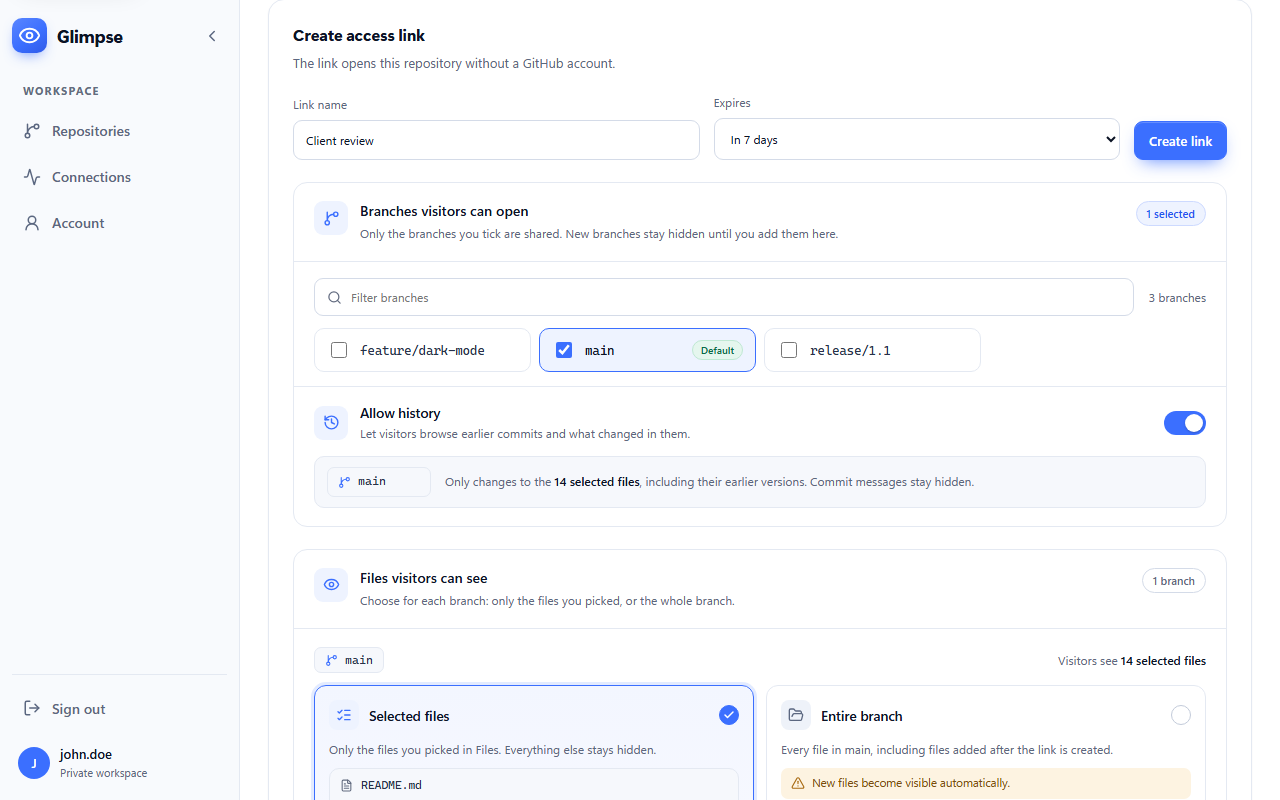 Glimpse
WORKSPACE
Repositories
Connections
Account
Sign out
J
john.doe
Private workspace
Create access link
The link opens this repository without a GitHub account.
Link name
Client review
Expires
In 7 days
Create link
Branches visitors can open
Only the branches you tick are shared. New branches stay hidden until you add them here.
1 selected
Filter branches
3 branches
feature/dark-mode
main
Default
release/1.1
Allow history
Let visitors browse earlier commits and what changed in them.
main
Only changes to the 14 selected files, including their earlier versions. Commit messages stay hidden.
Files visitors can see
Choose for each branch: only the files you picked, or the whole branch.
1 branch
main
Visitors see 14 selected files
Selected files
Only the files you picked in Files. Everything else stays hidden.
README.md
Entire branch
Every file in main, including files added after the link is created.
New files become visible automatically.